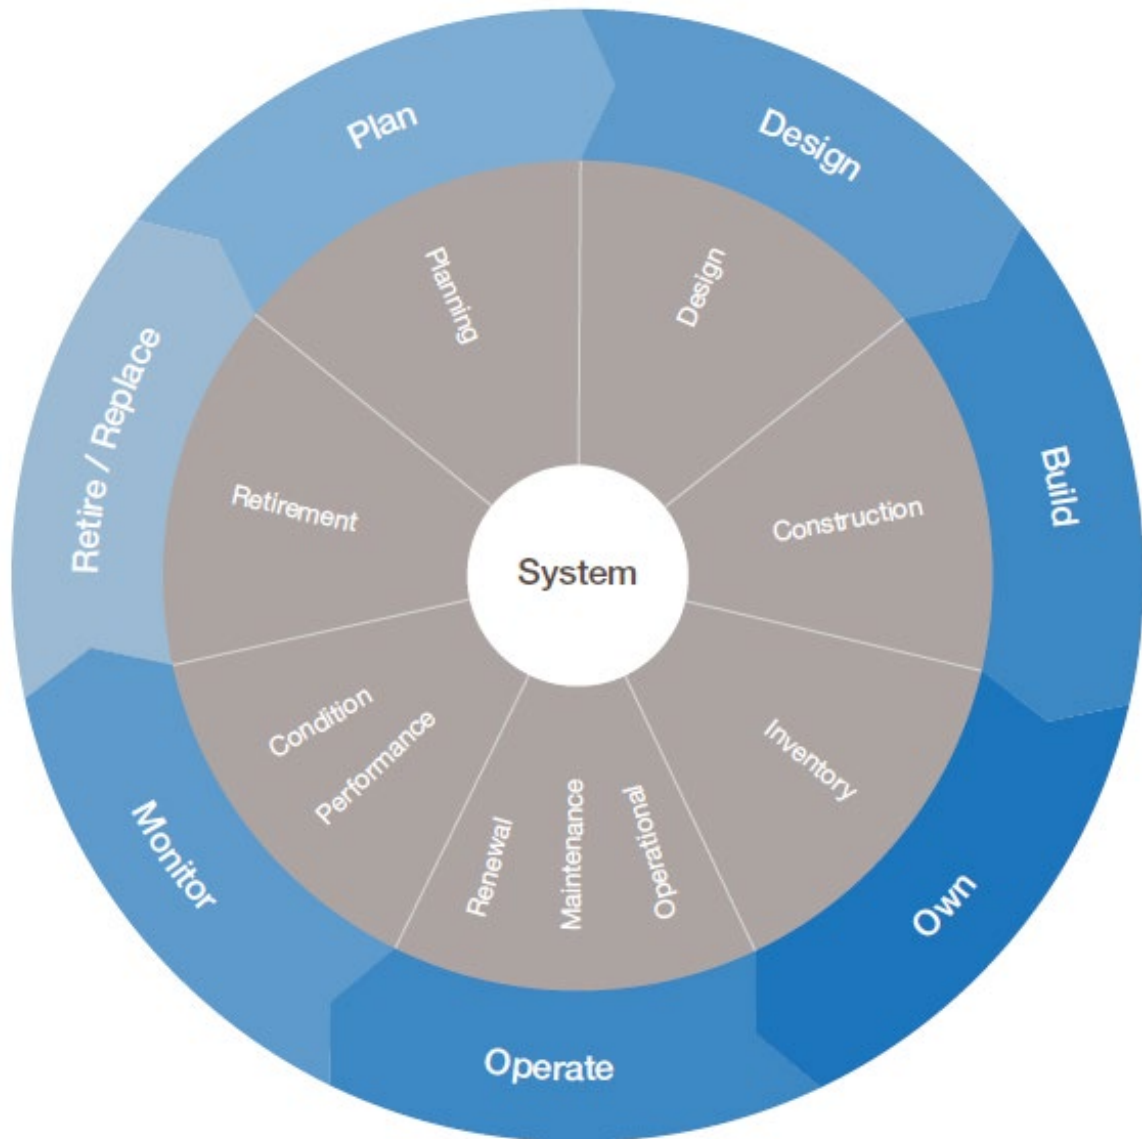 Plan
Design
Build
Own
Operate
Monitor
Retire / Replace
Planning
Design
Construction
Inventory
Operational
Maintenance
Renewal
Performance
Condition
Retirement
System